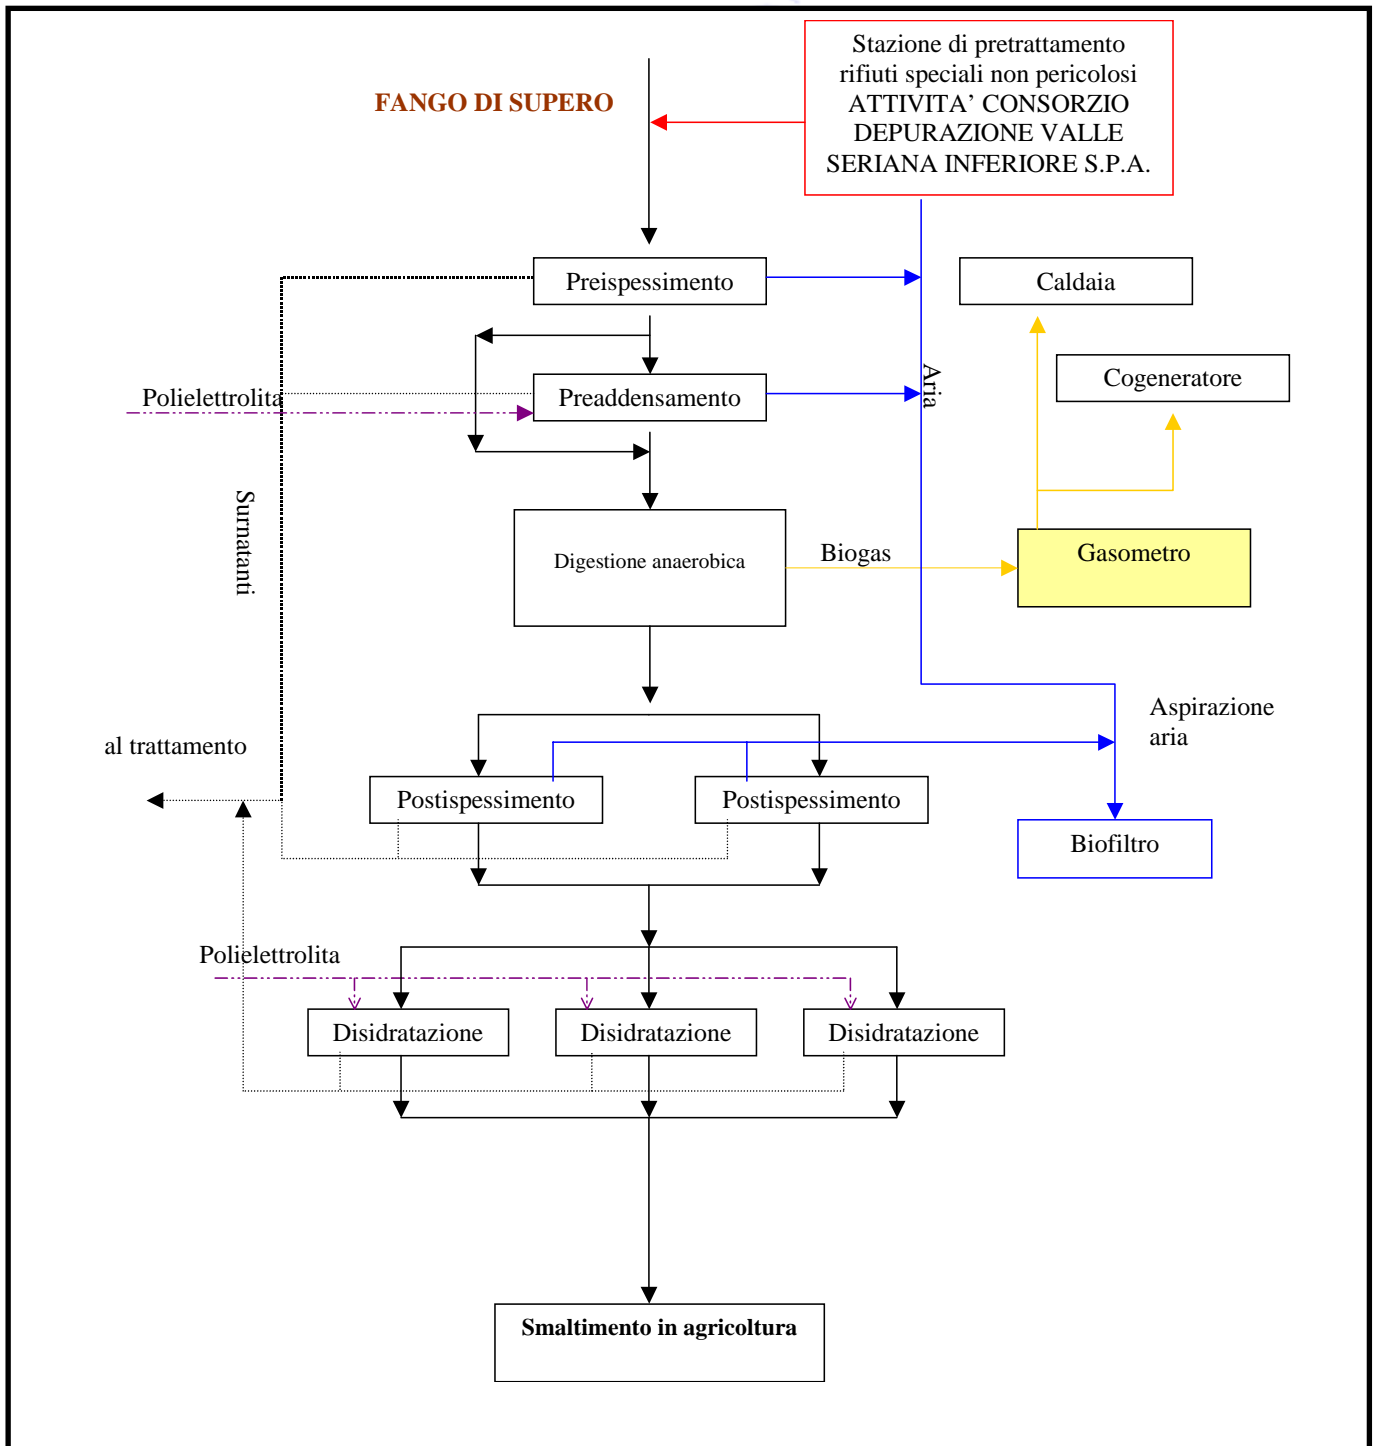 Stazione di pretrattamento
rifiuti speciali non pericolosi
ATTIVITA’ CONSORZIO
DEPURAZIONE VALLE
SERIANA INFERIORE S.P.A.
FANGO DI SUPERO
Preispessimento
Caldaia
Aria
Cogeneratore
Polielettrolita
Preaddensamento
Surnatanti
Digestione anaerobica
Biogas
Gasometro
Aspirazione
aria
al trattamento
Postispessimento
Postispessimento
Biofiltro
Polielettrolita
Disidratazione
Disidratazione
Disidratazione
Smaltimento in agricoltura